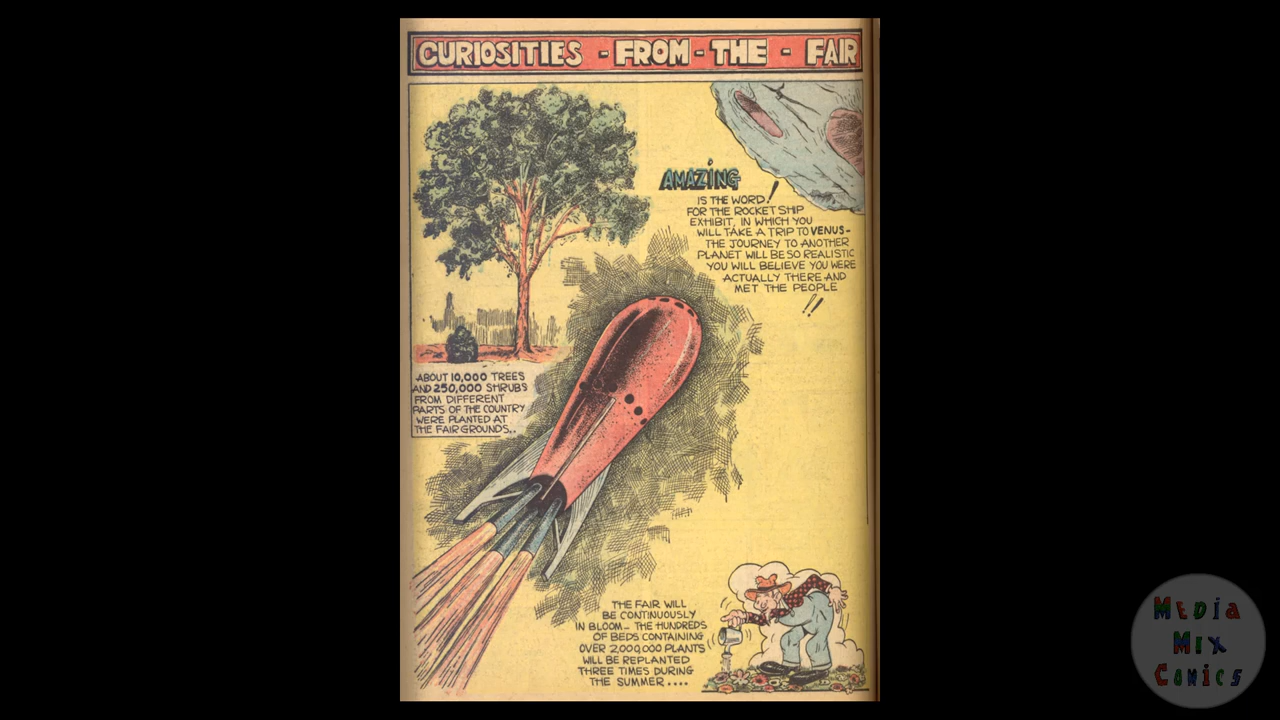 CURIOSITIES - FROM - THE - FAIR
AMAZING
IS THE WORD!
FOR THE ROCKET SHIP
EXHIBIT, IN WHICH YOU
WILL TAKE A TRIP TO VENUS -
THE JOURNEY TO ANOTHER
PLANET WILL BE SO REALISTIC
YOU WILL BELIEVE YOU WERE
ACTUALLY THERE AND
MET THE PEOPLE
!!
ABOUT 10,000 TREES
AND 250,000 SHRUBS
FROM DIFFERENT
PARTS OF THE COUNTRY
WERE PLANTED AT
THE FAIR GROUNDS..
THE FAIR WILL
BE CONTINUOUSLY
IN BLOOM - THE HUNDREDS
OF BEDS CONTAINING
OVER 2,000,000 PLANTS
WILL BE REPLANTED
THREE TIMES DURING
THE SUMMER....
MEDIA
MIX
COMICS